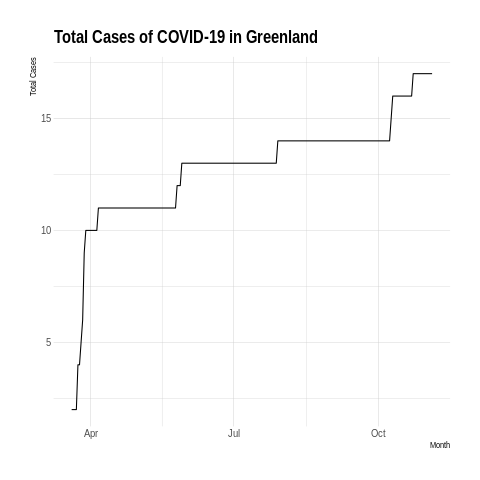 Total Cases of COVID-19 in Greenland
Total Cases
15
10
5
Apr Jul Oct
Month